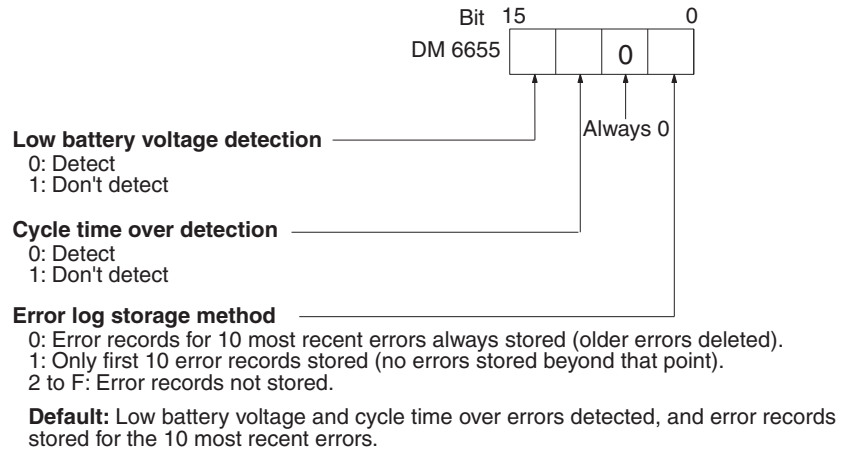 Bit 15 0
DM 6655 0
Always 0
Low battery voltage detection
0: Detect
1: Don't detect
Cycle time over detection
0: Detect
1: Don't detect
Error log storage method
0: Error records for 10 most recent errors always stored (older errors deleted).
1: Only first 10 error records stored (no errors stored beyond that point).
2 to F: Error records not stored.
Default: Low battery voltage and cycle time over errors detected, and error records
stored for the 10 most recent errors.